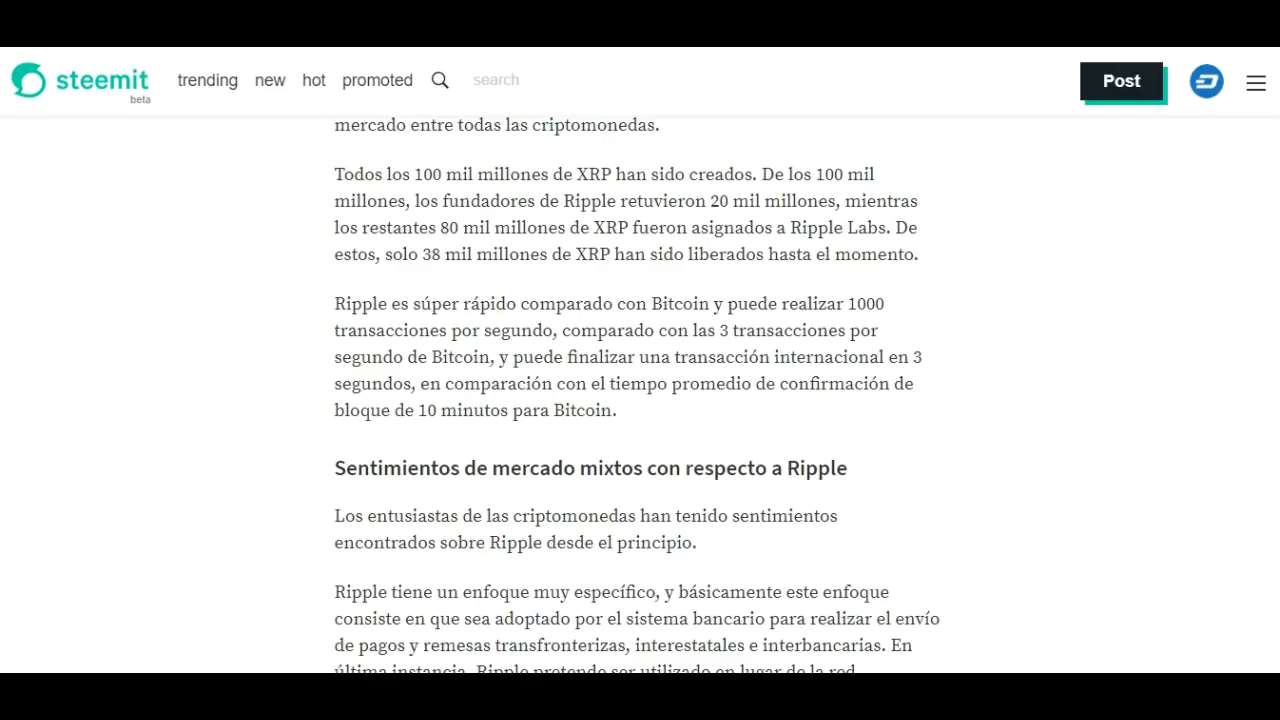 steemit
beta
trending new hot promoted search
Post
mercado entre todas las criptomonedas.
Todos los 100 mil millones de XRP han sido creados. De los 100 mil
millones, los fundadores de Ripple retuvieron 20 mil millones, mientras
los restantes 80 mil millones de XRP fueron asignados a Ripple Labs. De
estos, solo 38 mil millones de XRP han sido liberados hasta el momento.
Ripple es súper rápido comparado con Bitcoin y puede realizar 1000
transacciones por segundo, comparado con las 3 transacciones por
segundo de Bitcoin, y puede finalizar una transacción internacional en 3
segundos, en comparación con el tiempo promedio de confirmación de
bloque de 10 minutos para Bitcoin.
Sentimientos de mercado mixtos con respecto a Ripple
Los entusiastas de las criptomonedas han tenido sentimientos
encontrados sobre Ripple desde el principio.
Ripple tiene un enfoque muy específico, y básicamente este enfoque
consiste en que sea adoptado por el sistema bancario para realizar el envío
de pagos y remesas transfronterizas, interestatales e interbancarias. En
última instancia, Ripple pretende ser utilizado en lugar de la red